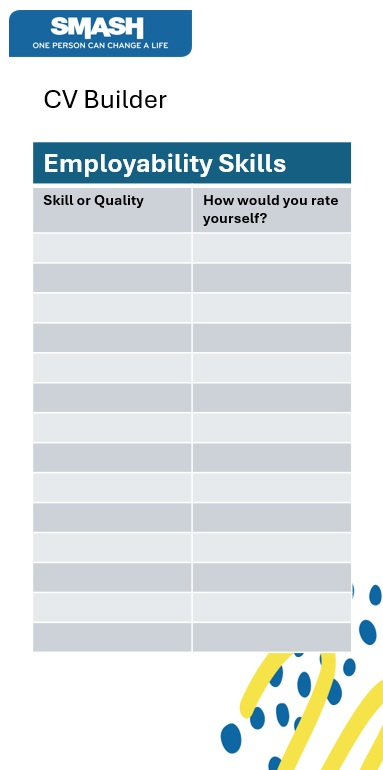 SMASH
ONE PERSON CAN CHANGE A LIFE
CV Builder
Employability Skills
Skill or Quality
How would you rate
yourself?